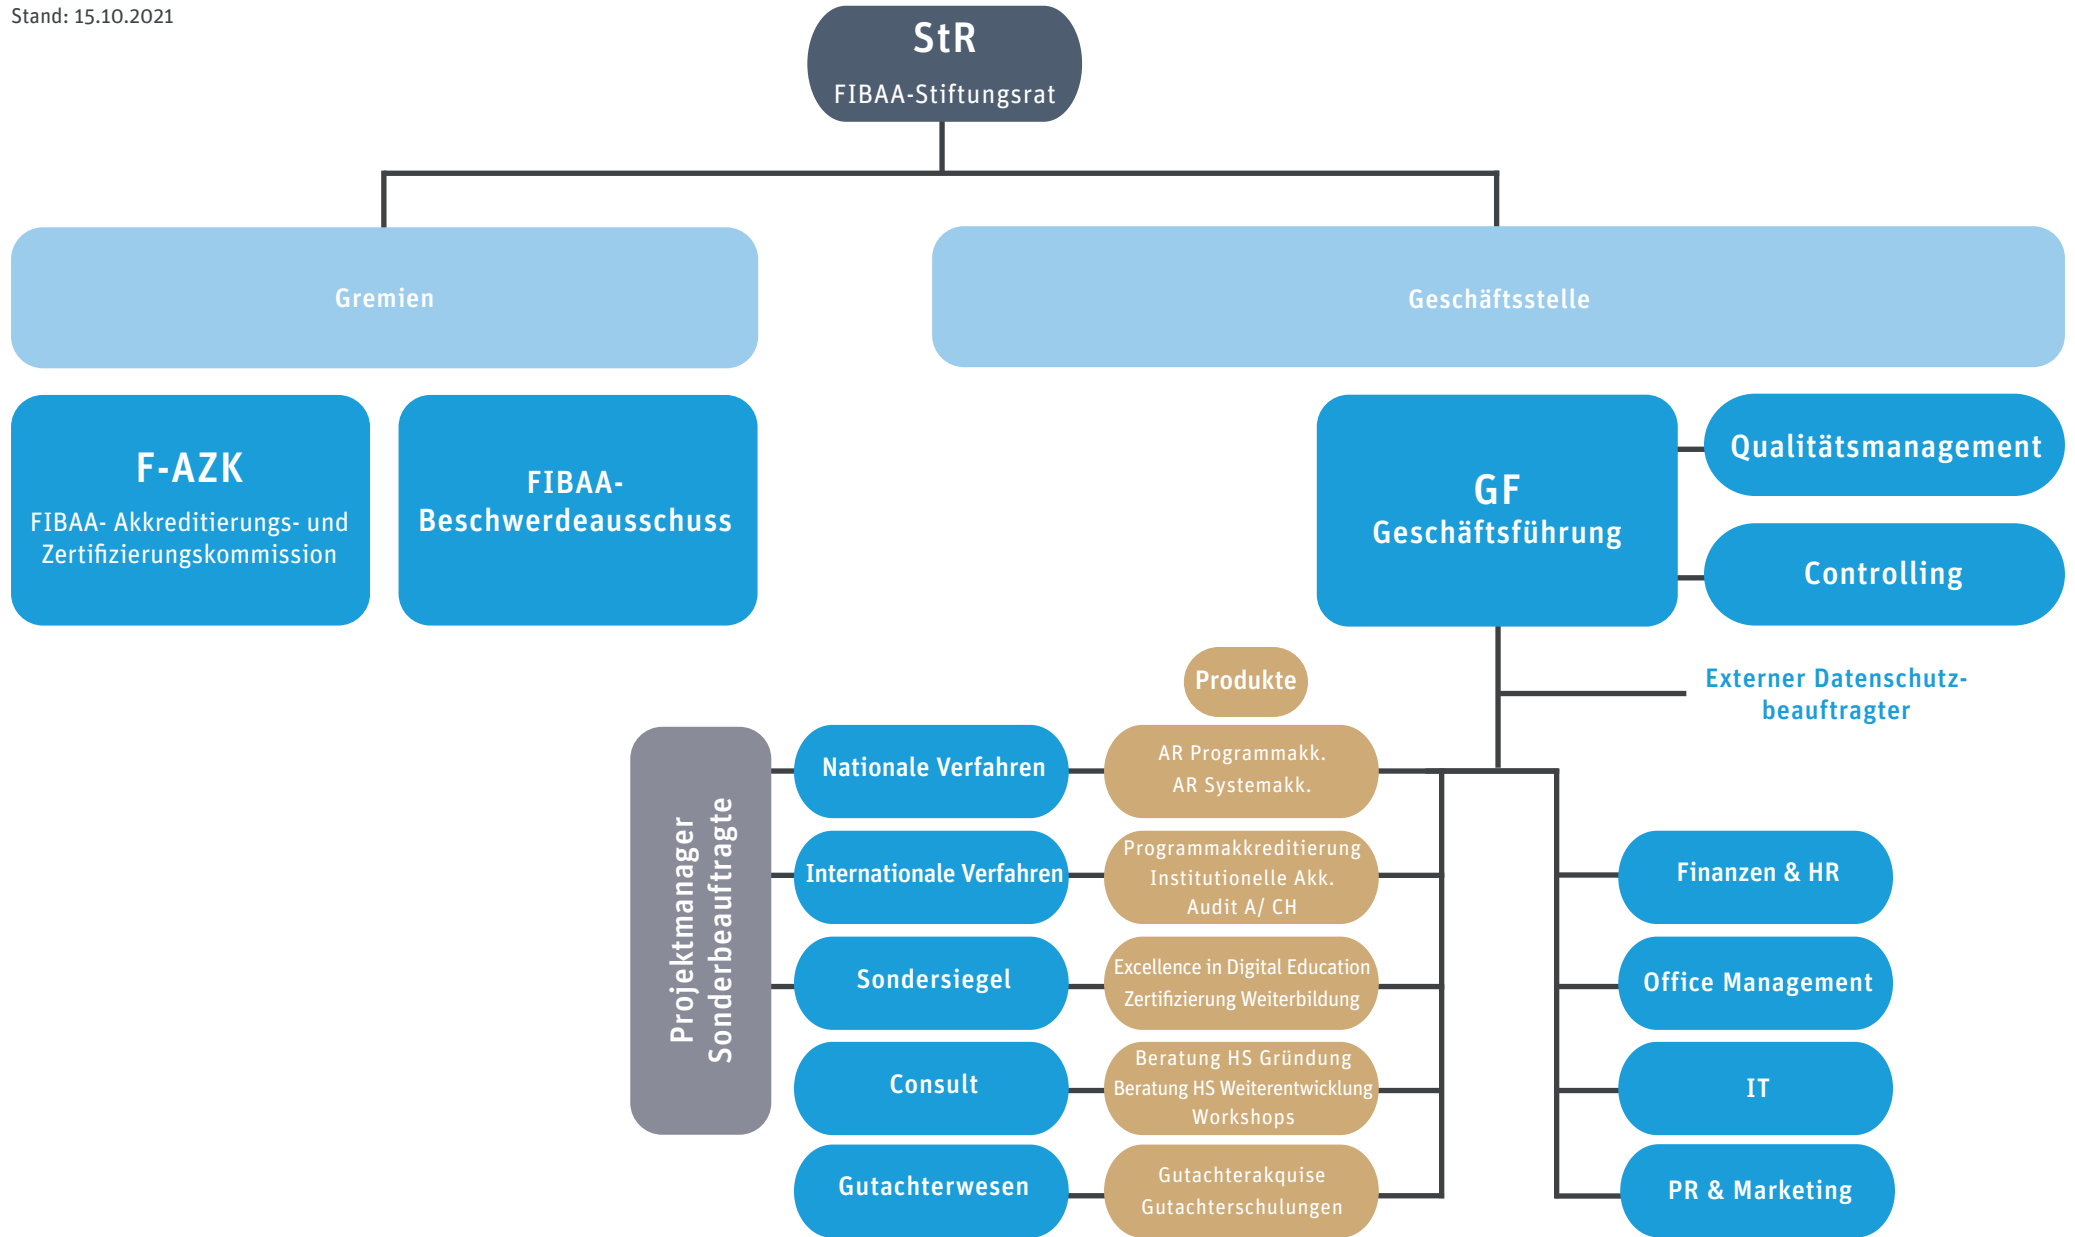 Stand: 15.10.2021
StR
FIBAA-Stiftungsrat
Gremien
Geschäftsstelle
F-AZK
FIBAA- Akkreditierungs- und
Zertifizierungskommission
FIBAA-
Beschwerdeausschuss
GF
Geschäftsführung
Qualitätsmanagement
Controlling
Externer Datenschutz-
beauftragter
Produkte
Projektmanager
Sonderbeauftragte
Nationale Verfahren
AR Programmakk.
AR Systemakk.
Internationale Verfahren
Programmakkreditierung
Institutionelle Akk.
Audit A/ CH
Sondersiegel
Excellence in Digital Education
Zertifizierung Weiterbildung
Consult
Beratung HS Gründung
Beratung HS Weiterentwicklung
Workshops
Gutachterwesen
Gutachterakquise
Gutachterschulungen
Finanzen & HR
Office Management
IT
PR & Marketing